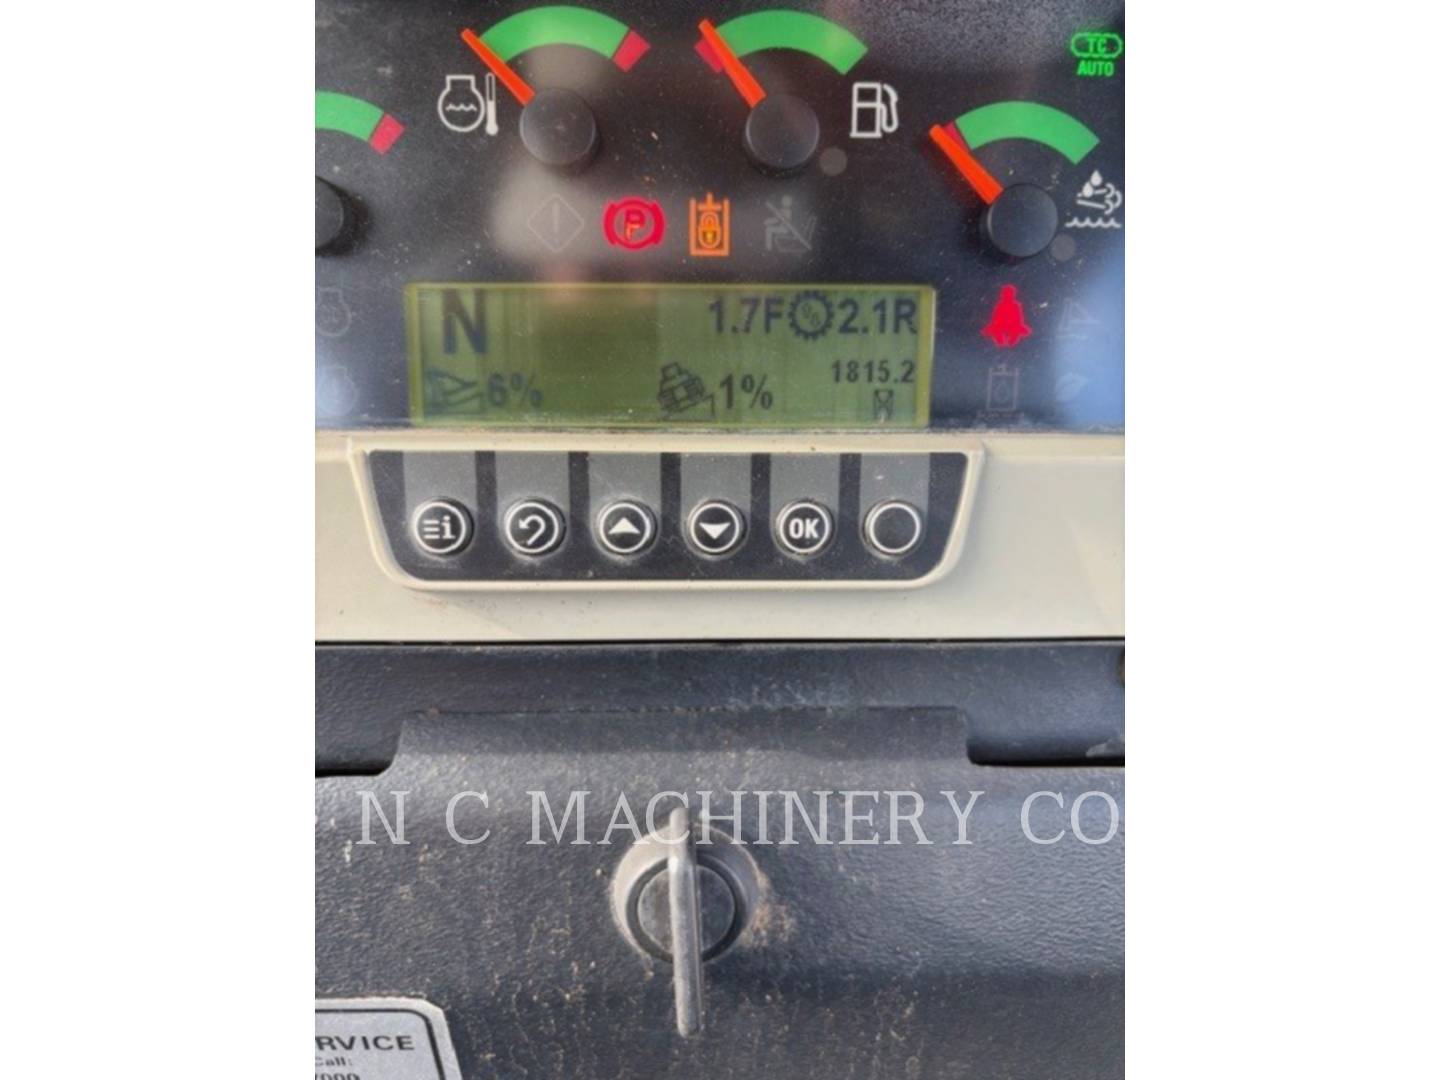 TC
AUTO
P
N 1.7F 2.1R
6% 1% 1815.2
i OK
N C MACHINERY CO
RVICE
Call: